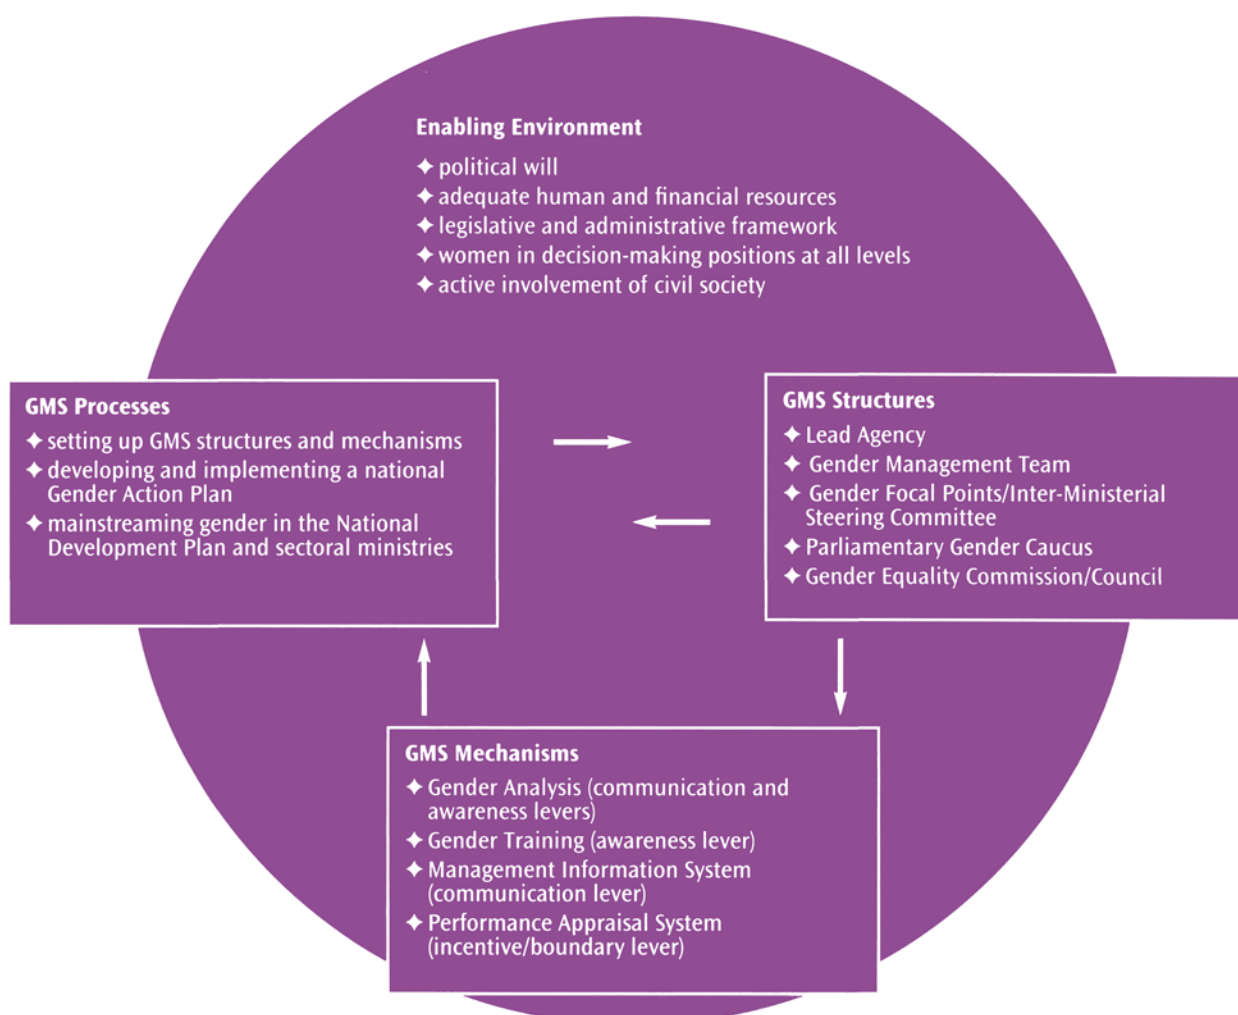 Enabling Environment
✦ political will
✦ adequate human and financial resources
✦ legislative and administrative framework
✦ women in decision-making positions at all levels
✦ active involvement of civil society
GMS Processes
✦ setting up GMS structures and mechanisms
✦ developing and implementing a national
Gender Action Plan
✦ mainstreaming gender in the National
Development Plan and sectoral ministries
GMS Structures
✦ Lead Agency
✦ Gender Management Team
✦ Gender Focal Points/Inter-Ministerial
Steering Committee
✦ Parliamentary Gender Caucus
✦ Gender Equality Commission/Council
GMS Mechanisms
✦ Gender Analysis (communication and
awareness levers)
✦ Gender Training (awareness lever)
✦ Management Information System
(communication lever)
✦ Performance Appraisal System
(incentive/boundary lever)